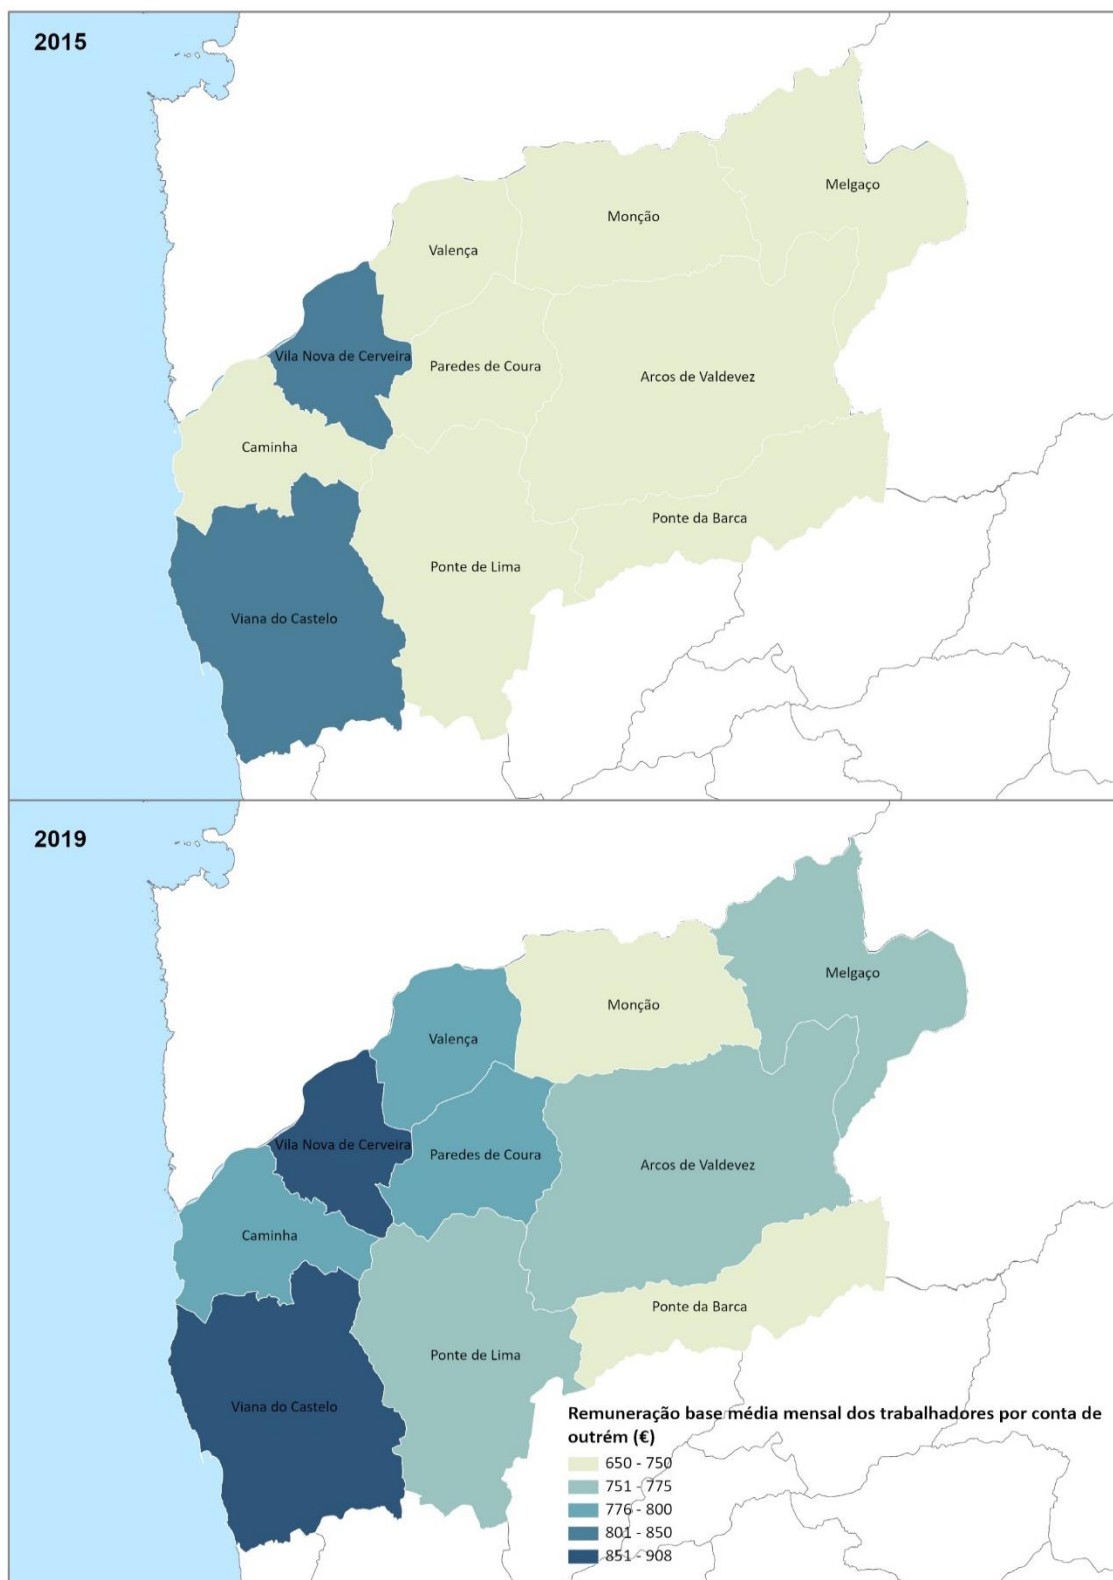 2015
Melgaço
Monção
Valença
Vila Nova de Cerveira
Paredes de Coura
Arcos de Valdevez
Caminha
Ponte da Barca
Ponte de Lima
Viana do Castelo
2019
Melgaço
Monção
Valença
Vila Nova de Cerveira
Paredes de Coura
Arcos de Valdevez
Caminha
Ponte da Barca
Ponte de Lima
Viana do Castelo
Remuneração base média mensal dos trabalhadores por conta de
outrém (€)
650 - 750
751 - 775
776 - 800
801 - 850
851 - 908